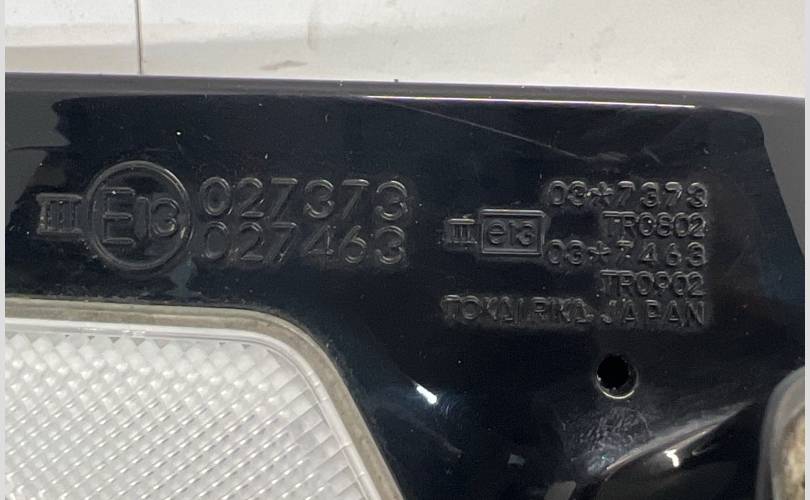 III E13 027373
027463
03*7373
TR0802
III e13 03*7463
TR0902
TOKAI RIKA JAPAN